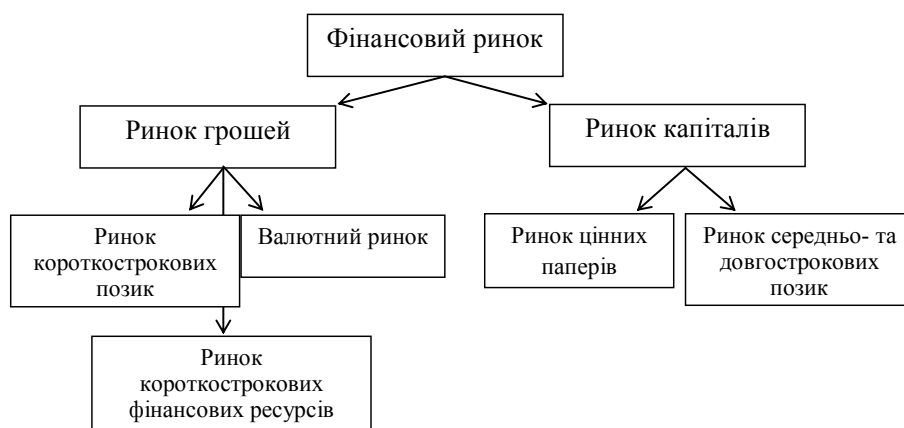 Фінансовий ринок
Ринок грошей
Ринок капіталів
Ринок
короткострокових
позик
Валютний ринок
Ринок цінних
паперів
Ринок середньо- та
довгострокових
позик
Ринок
короткострокових
фінансових ресурсів